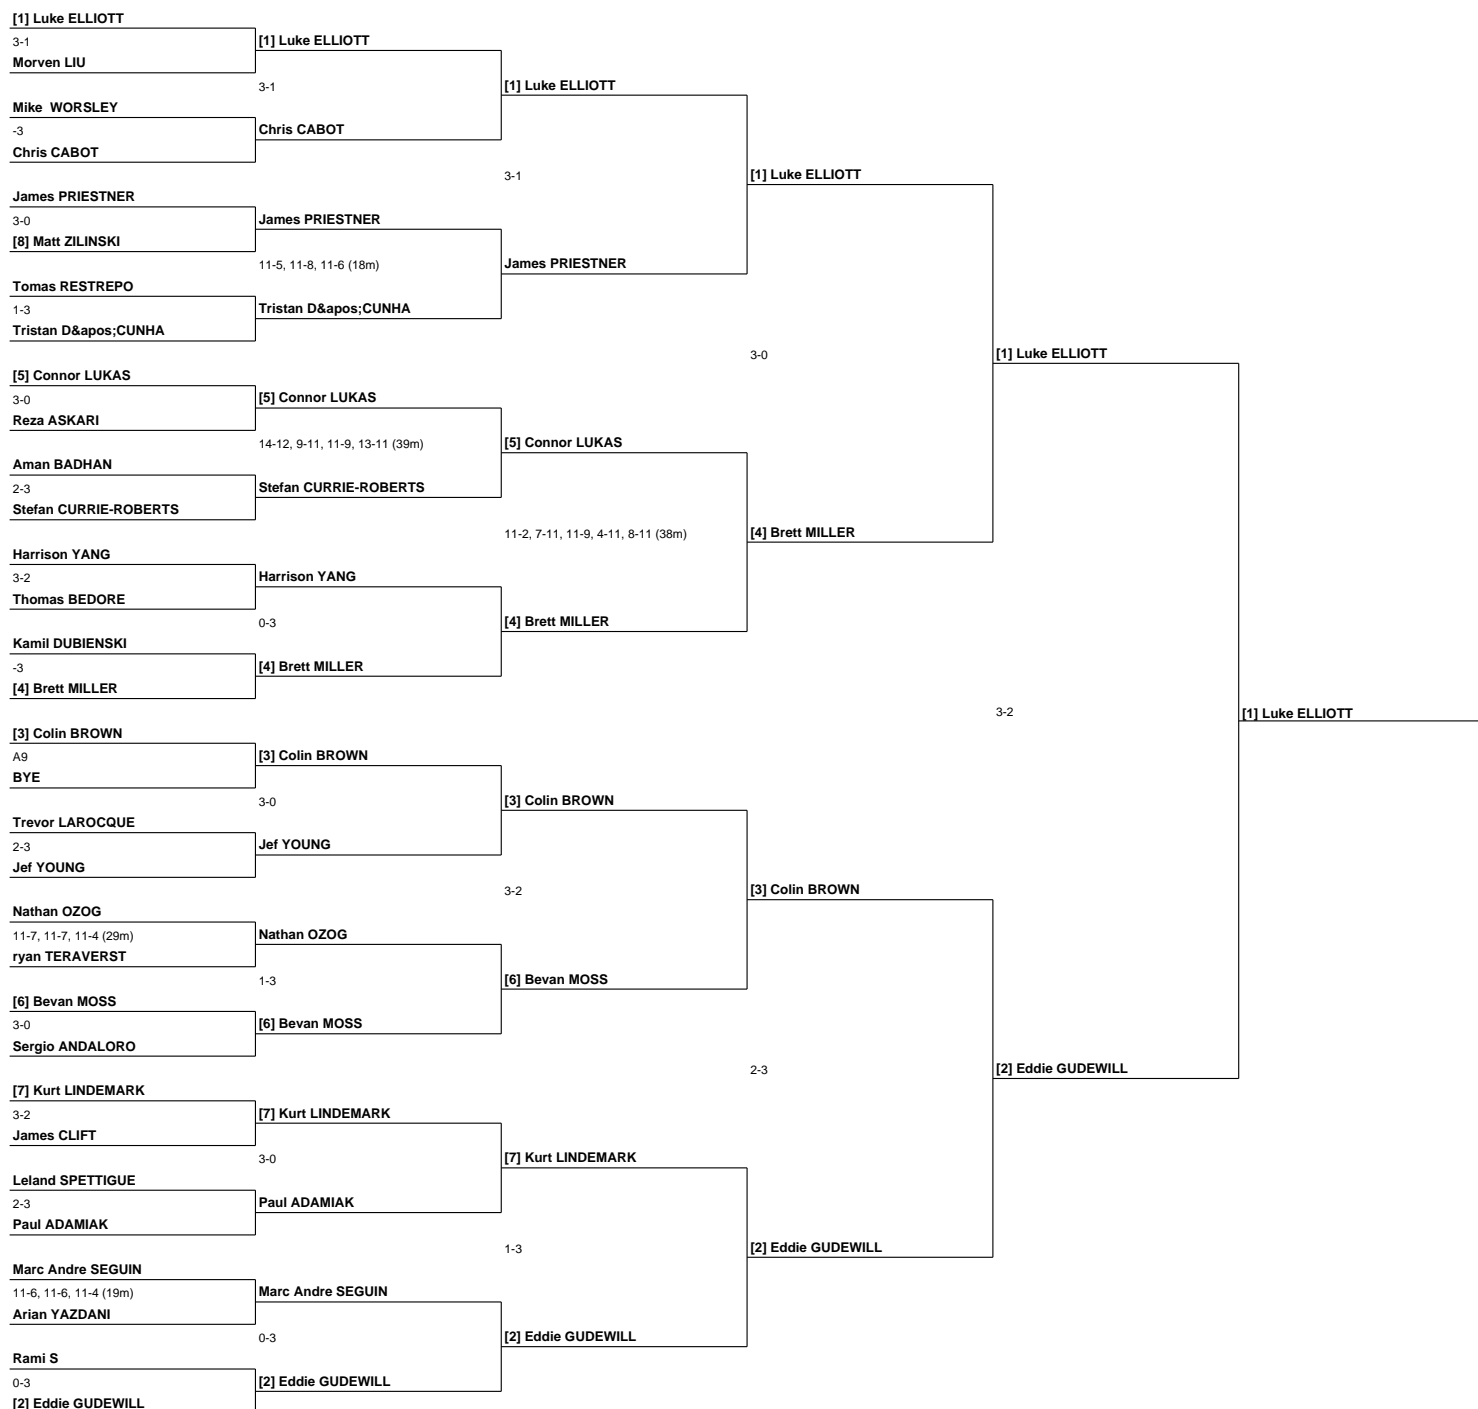 [1] Luke ELLIOTT
3-1
Morven LIU
Mike  WORSLEY
-3
Chris CABOT
James PRIESTNER
3-0
[8] Matt ZILINSKI
Tomas RESTREPO
1-3
Tristan D&apos;CUNHA
[5] Connor LUKAS
3-0
Reza ASKARI
Aman BADHAN
2-3
Stefan CURRIE-ROBERTS
Harrison YANG
3-2
Thomas BEDORE
Kamil DUBIENSKI
-3
[4] Brett MILLER
[3] Colin BROWN
A9
BYE
Trevor LAROCQUE
2-3
Jef YOUNG
Nathan OZOG
11-7, 11-7, 11-4 (29m)
ryan TERAVERST
[6] Bevan MOSS
3-0
Sergio ANDALORO
[7] Kurt LINDEMARK
3-2
James CLIFT
Leland SPETTIGUE
2-3
Paul ADAMIAK
Marc Andre SEGUIN
11-6, 11-6, 11-4 (19m)
Arian YAZDANI
Rami S
0-3
[2] Eddie GUDEWILL
[1] Luke ELLIOTT
3-1
Chris CABOT
James PRIESTNER
11-5, 11-8, 11-6 (18m)
Tristan D&apos;CUNHA
[5] Connor LUKAS
14-12, 9-11, 11-9, 13-11 (39m)
Stefan CURRIE-ROBERTS
Harrison YANG
0-3
[4] Brett MILLER
[3] Colin BROWN
3-0
Jef YOUNG
Nathan OZOG
1-3
[6] Bevan MOSS
[7] Kurt LINDEMARK
3-0
Paul ADAMIAK
Marc Andre SEGUIN
0-3
[2] Eddie GUDEWILL
[1] Luke ELLIOTT
3-1
James PRIESTNER
[5] Connor LUKAS
11-2, 7-11, 11-9, 4-11, 8-11 (38m)
[4] Brett MILLER
[3] Colin BROWN
3-2
[6] Bevan MOSS
[7] Kurt LINDEMARK
1-3
[2] Eddie GUDEWILL
[1] Luke ELLIOTT
3-0
[4] Brett MILLER
[3] Colin BROWN
2-3
[2] Eddie GUDEWILL
[1] Luke ELLIOTT
3-2
[2] Eddie GUDEWILL
[1] Luke ELLIOTT